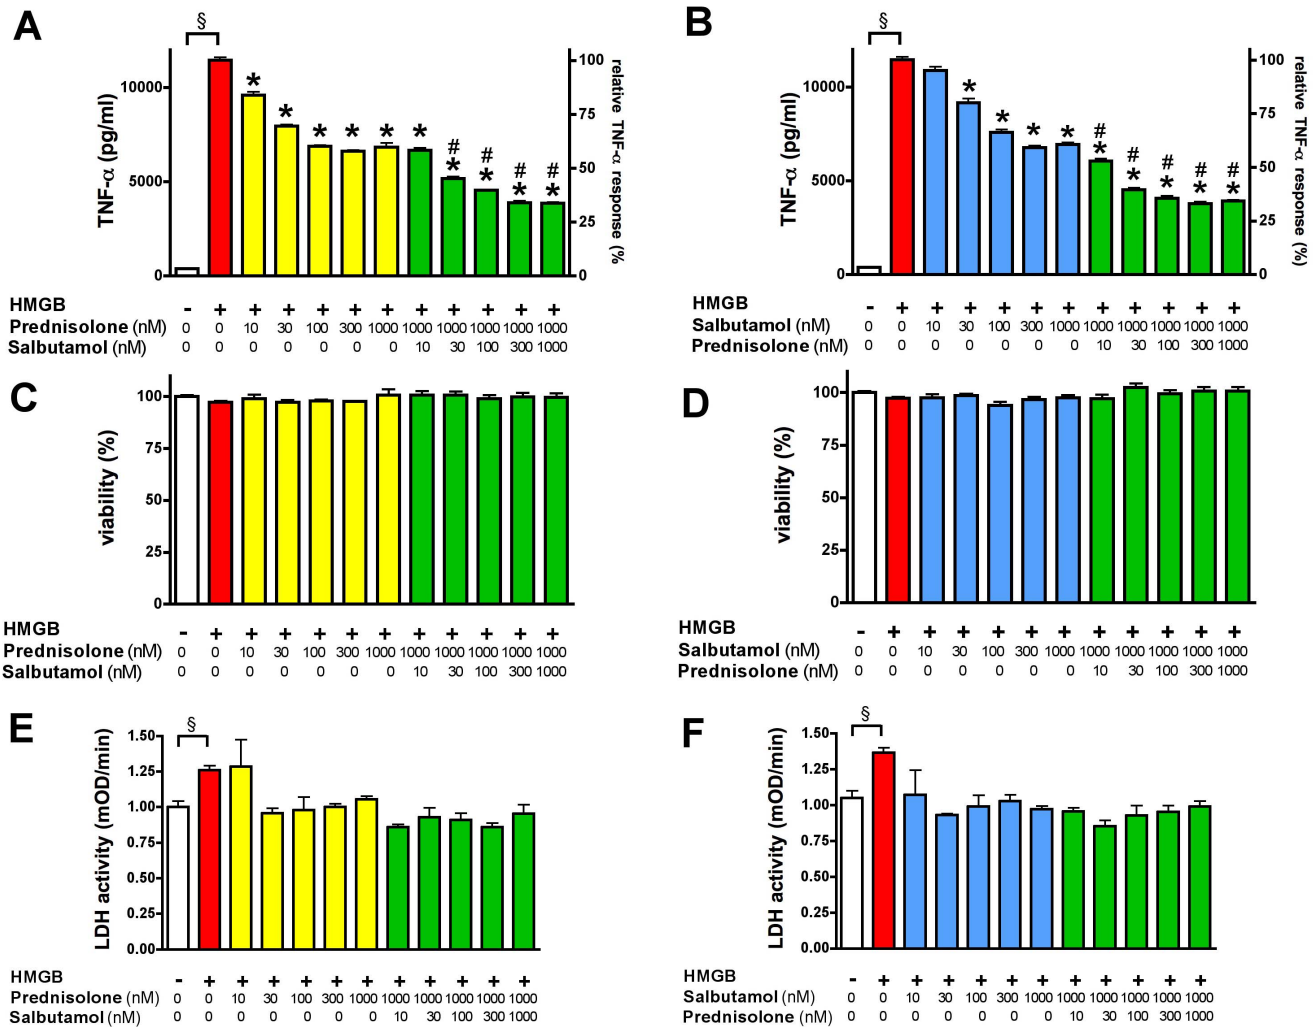 A
§
TNF-α (pg/ml)
10000
5000
0
* * * * * * # * # * # * # *
100
75
50
25
0
relative TNF-α response (%
HMGB - + + + + + + + + + + +
Prednisolone (nM) 0 0 10 30 100 300 1000 1000 1000 1000 1000 1000
Salbutamol (nM) 0 0 0 0 0 0 0 10 30 100 300 1000
B
§
TNF-α (pg/ml)
10000
5000
0
* * * * # * # * # * # * # *
100
75
50
25
0
relative TNF-α response (%)
HMGB - + + + + + + + + + + +
Salbutamol (nM) 0 0 10 30 100 300 1000 1000 1000 1000 1000 1000
Prednisolone (nM) 0 0 0 0 0 0 0 10 30 100 300 1000
C
viability (%)
100
75
50
25
0
HMGB - + + + + + + + + + + +
Prednisolone (nM) 0 0 10 30 100 300 1000 1000 1000 1000 1000 1000
Salbutamol (nM) 0 0 0 0 0 0 0 10 30 100 300 1000
D
viability (%)
100
75
50
25
0
HMGB - + + + + + + + + + + +
Salbutamol (nM) 0 0 10 30 100 300 1000 1000 1000 1000 1000 1000
Prednisolone (nM) 0 0 0 0 0 0 0 10 30 100 300 1000
E
§
LDH activity (mOD/min)
1.50
1.25
1.00
0.75
0.50
0.25
0.00
HMGB - + + + + + + + + + + +
Prednisolone (nM) 0 0 10 30 100 300 1000 1000 1000 1000 1000 1000
Salbutamol (nM) 0 0 0 0 0 0 0 10 30 100 300 1000
F
§
LDH activity (mOD/min)
1.50
1.25
1.00
0.75
0.50
0.25
0.00
HMGB - + + + + + + + + + + +
Salbutamol (nM) 0 0 10 30 100 300 1000 1000 1000 1000 1000 1000
Prednisolone (nM) 0 0 0 0 0 0 0 10 30 100 300 1000